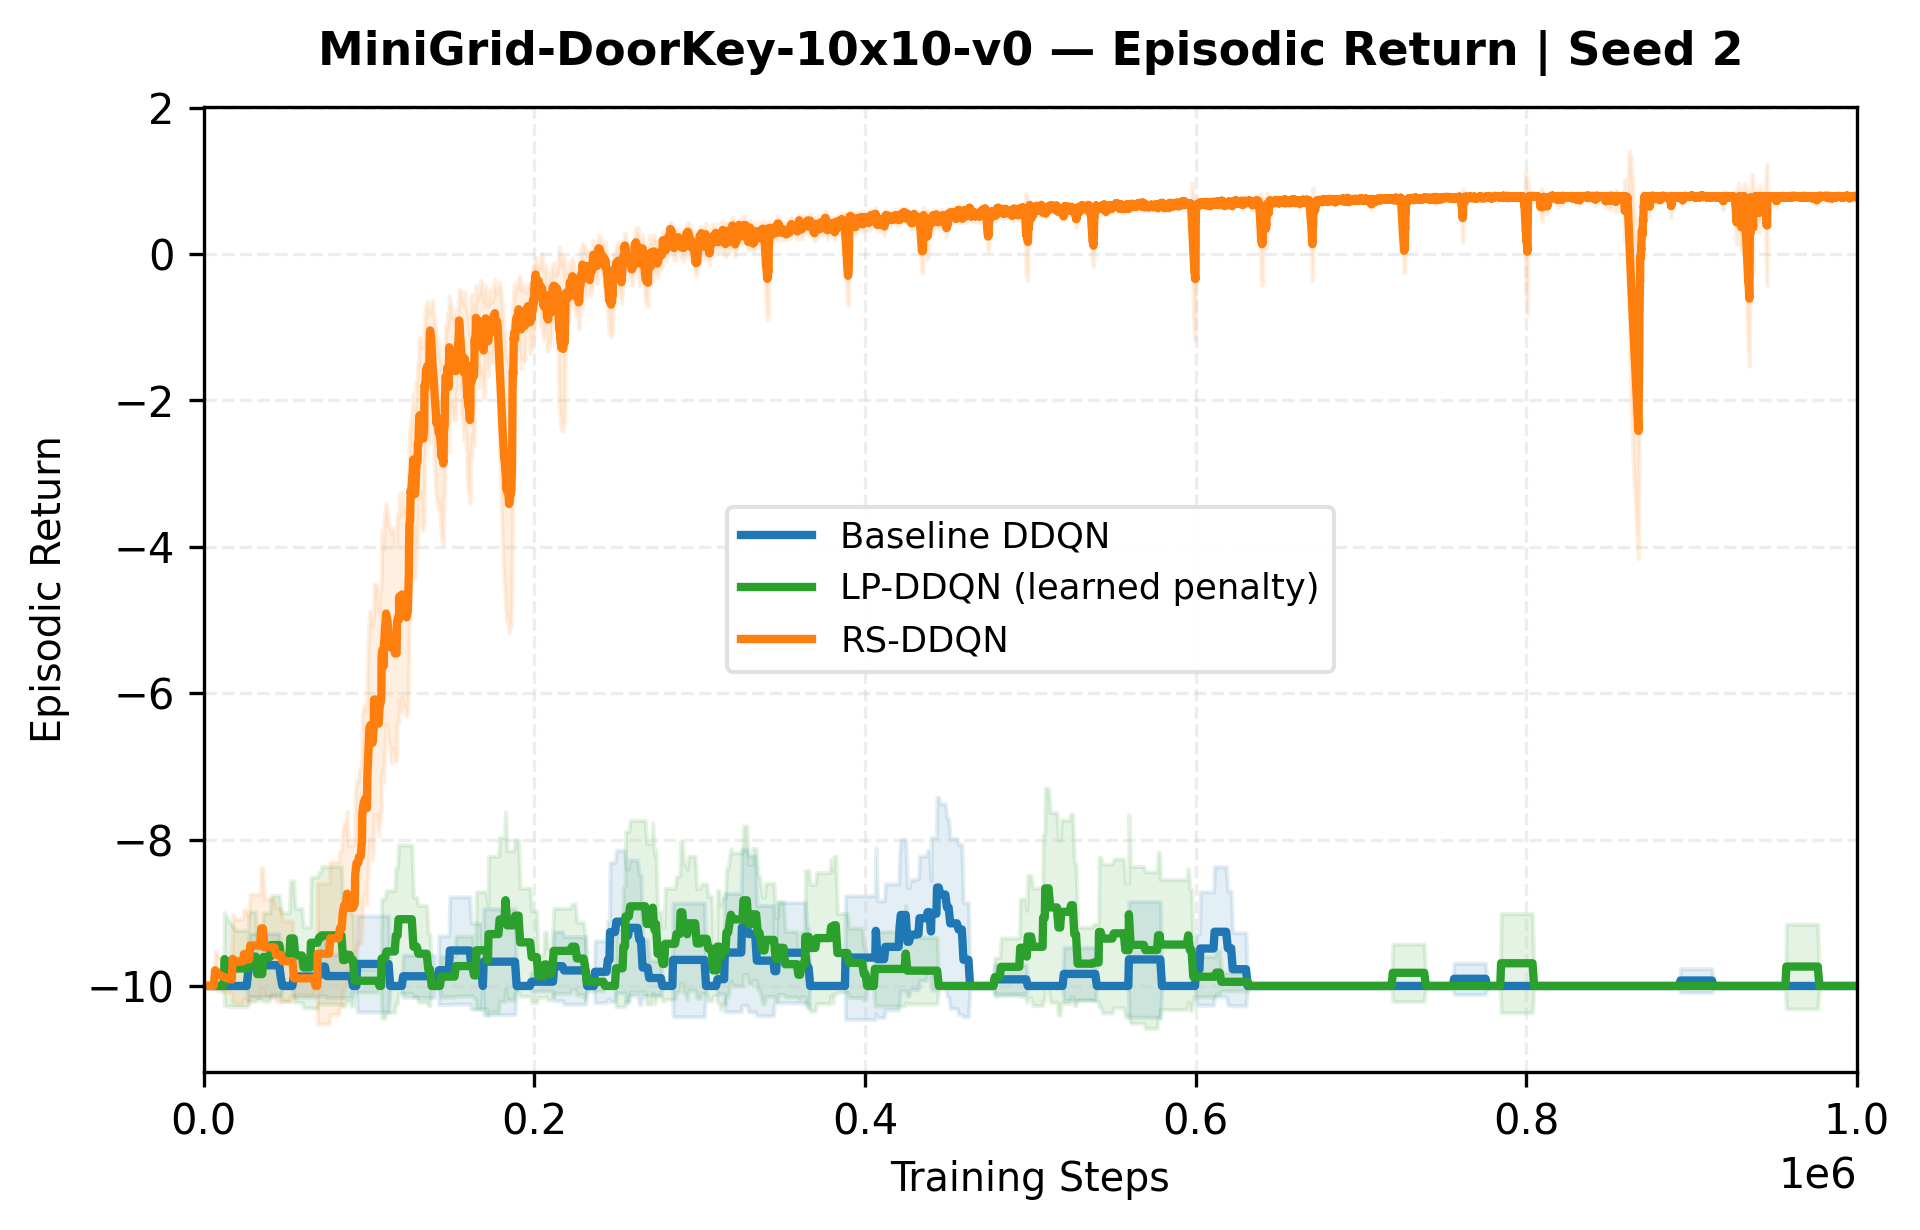 MiniGrid-DoorKey-10x10-v0 — Episodic Return | Seed 2
2
0
−2
−4
−6
−8
−10
Episodic Return
Baseline DDQN
LP-DDQN (learned penalty)
RS-DDQN
0.0 0.2 0.4 0.6 0.8 1.0
Training Steps
1e6